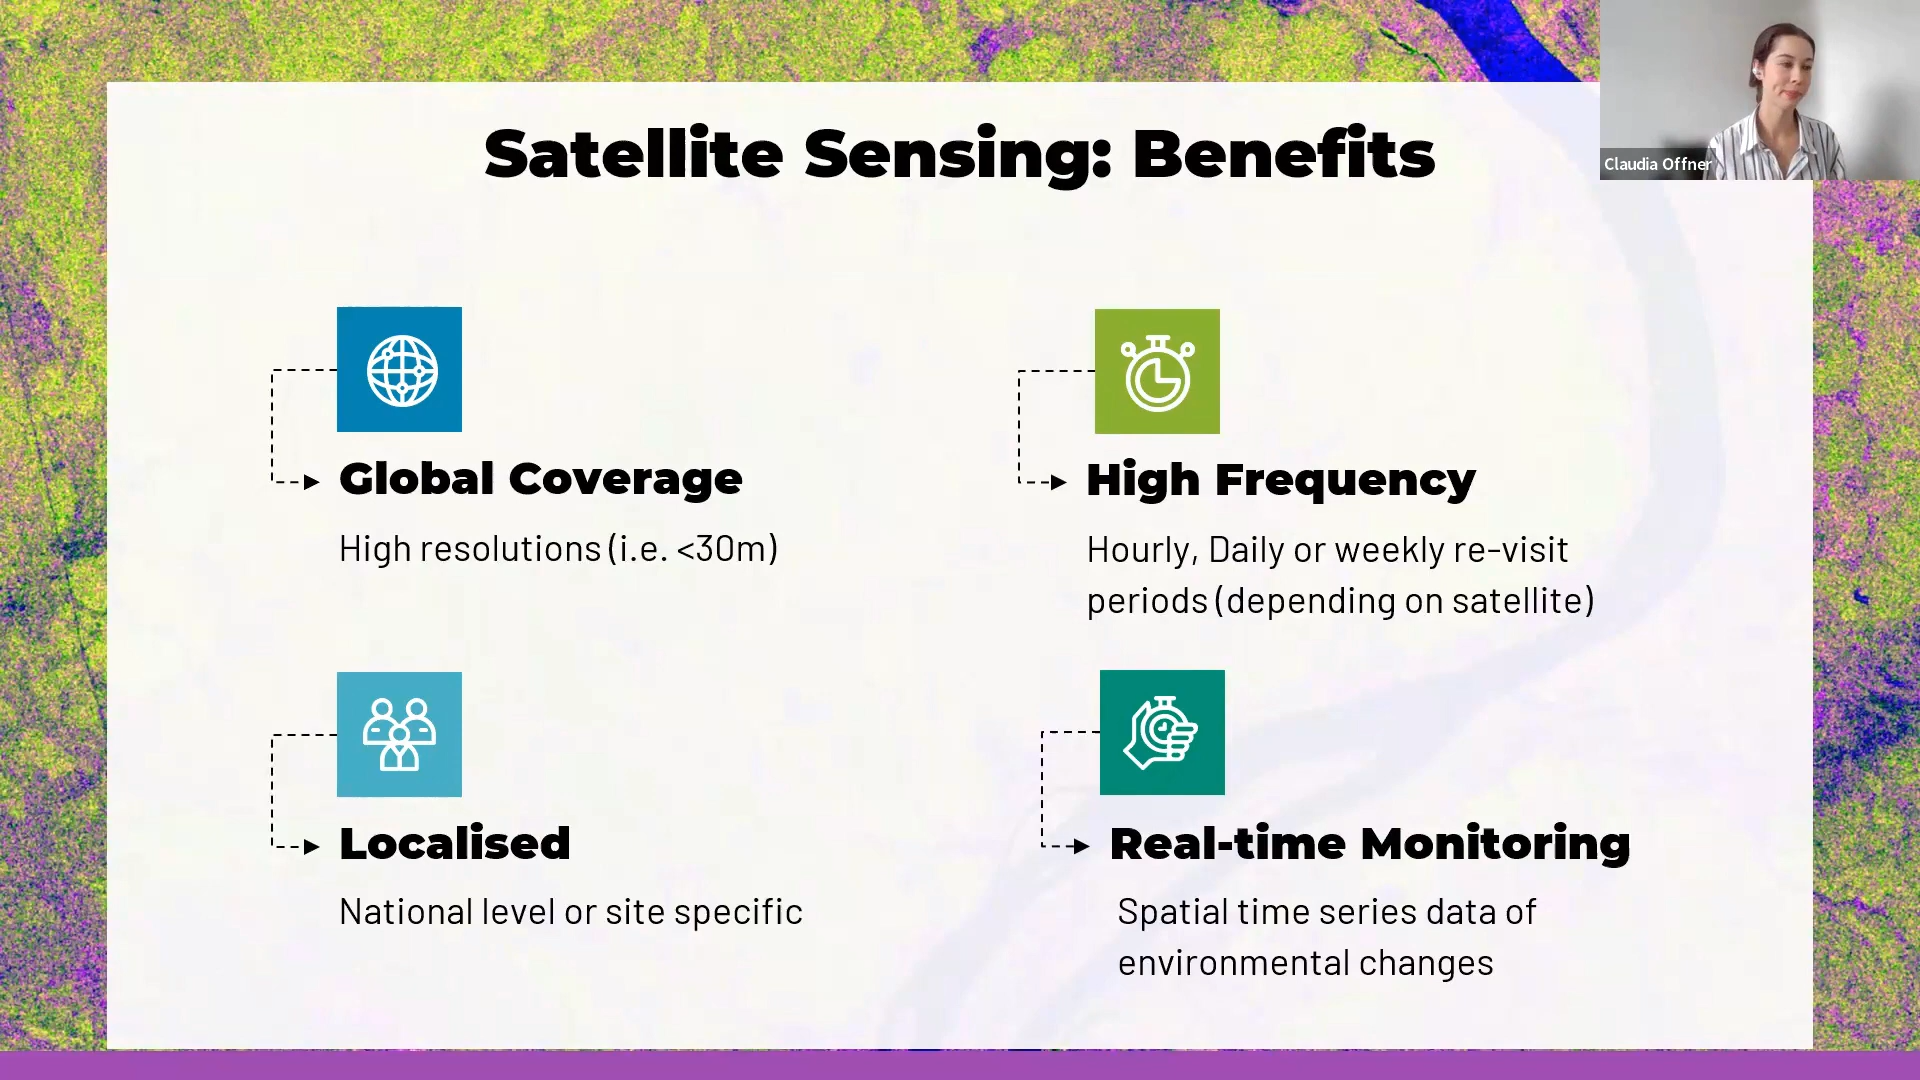 Satellite Sensing: Benefits
Claudia Offner
Global Coverage
High resolutions (i.e. <30m)
High Frequency
Hourly, Daily or weekly re-visit
periods (depending on satellite)
Localised
National level or site specific
Real-time Monitoring
Spatial time series data of
environmental changes